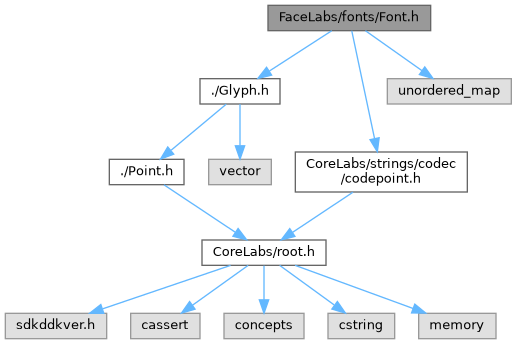 FaceLabs/fonts/Font.h
./Glyph.h
unordered_map
./Point.h
vector
CoreLabs/strings/codec
/codepoint.h
CoreLabs/root.h
sdkddkver.h
cassert
concepts
cstring
memory